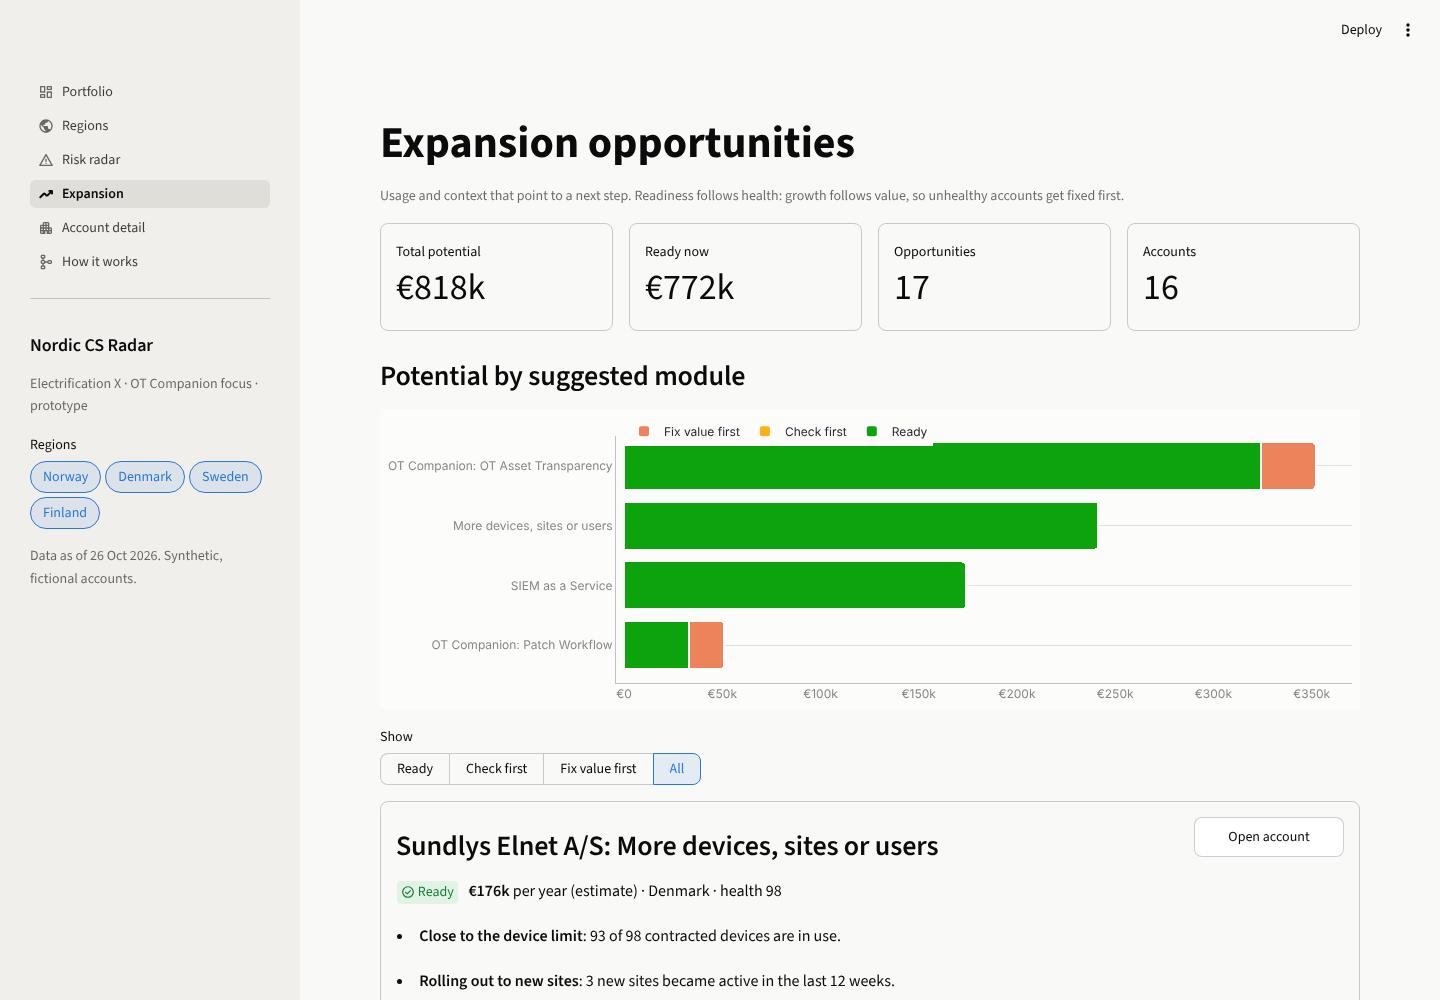 Deploy
Portfolio
Regions
Risk radar
Expansion
Account detail
How it works
Nordic CS Radar
Electrification X · OT Companion focus ·
prototype
Regions
Norway
Denmark
Sweden
Finland
Data as of 26 Oct 2026. Synthetic,
fictional accounts.
Expansion opportunities
Usage and context that point to a next step. Readiness follows health: growth follows value, so unhealthy accounts get fixed first.
Total potential
€818k
Ready now
€772k
Opportunities
17
Accounts
16
Potential by suggested module
Fix value first
Check first
Ready
OT Companion: OT Asset Transparency
More devices, sites or users
SIEM as a Service
OT Companion: Patch Workflow
€0
€50k
€100k
€150k
€200k
€250k
€300k
€350k
Show
Ready
Check first
Fix value first
All
Sundlys Elnet A/S: More devices, sites or users
Open account
Ready €176k per year (estimate) · Denmark · health 98
• Close to the device limit: 93 of 98 contracted devices are in use.
• Rolling out to new sites: 3 new sites became active in the last 12 weeks.